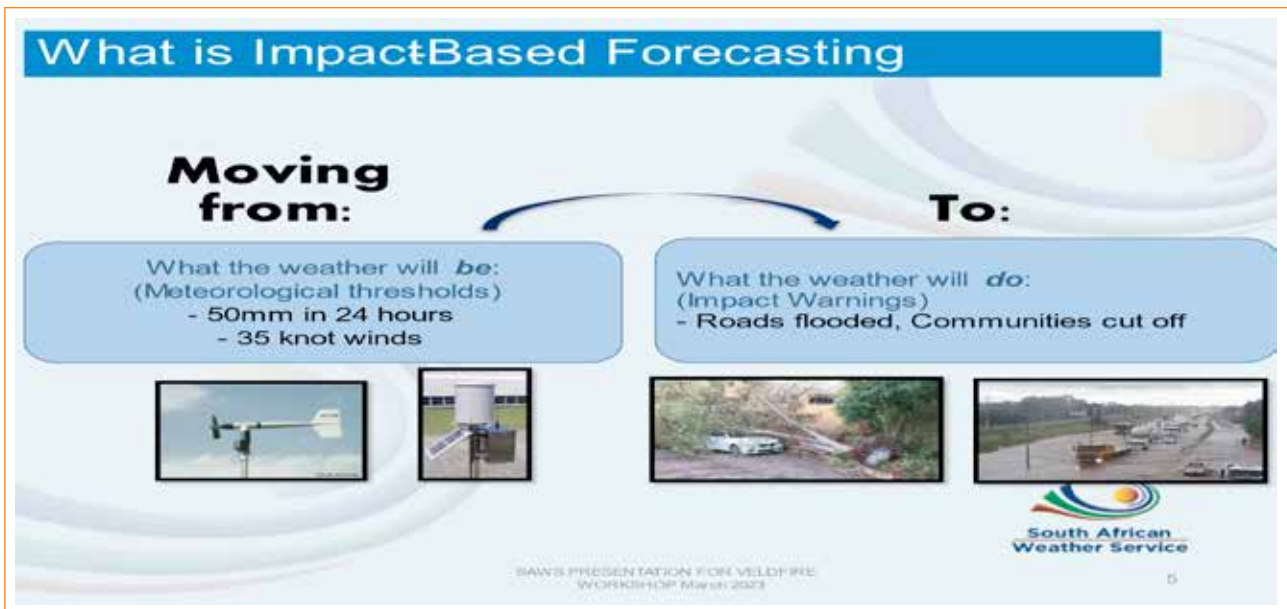 What is Impact-Based Forecasting
Moving
from:
To:
What the weather will be:
(Meteorological thresholds)
- 50mm in 24 hours
- 35 knot winds
What the weather will do:
(Impact Warnings)
- Roads flooded, Communities cut off
South African
Weather Service
SAWS PRESENTATION FOR VELDFIRE
WORKSHOP March 2023
5